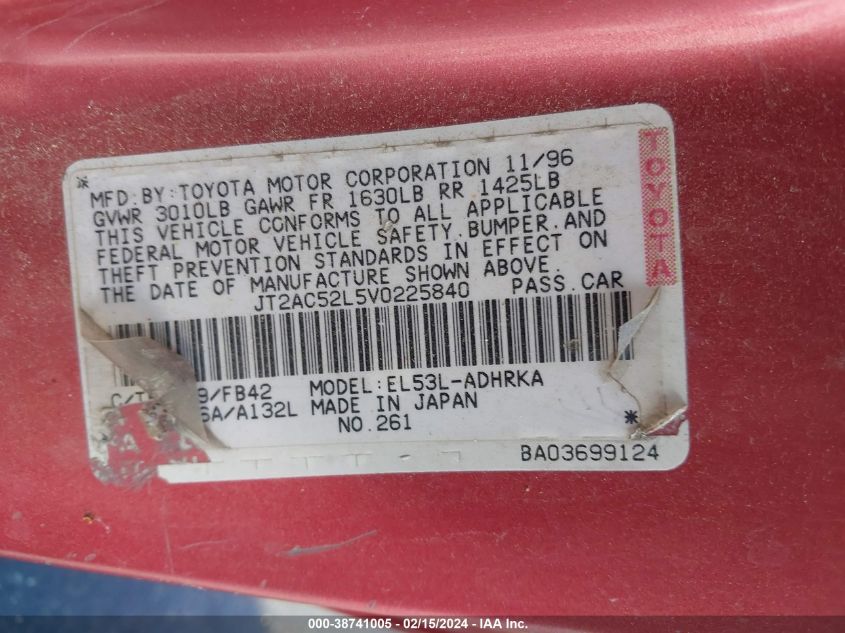 *
MFD. BY: TOYOTA MOTOR CORPORATION 11/96
GVWR 3010LB GAWR FR 1630LB RR 1425LB
THIS VEHICLE CONFORMS TO ALL APPLICABLE
FEDERAL MOTOR VEHICLE SAFETY, BUMPER, AND
THEFT PREVENTION STANDARDS IN EFFECT ON
THE DATE OF MANUFACTURE SHOWN ABOVE.
JT2AC52L5V0225840 PASS. CAR
TOYOTA
9/FB42 MODEL: EL53L-ADHRKA
A/A132L MADE IN JAPAN
NO. 261
*
BA03699124
000-38741005 - 02/15/2024 - IAA Inc.